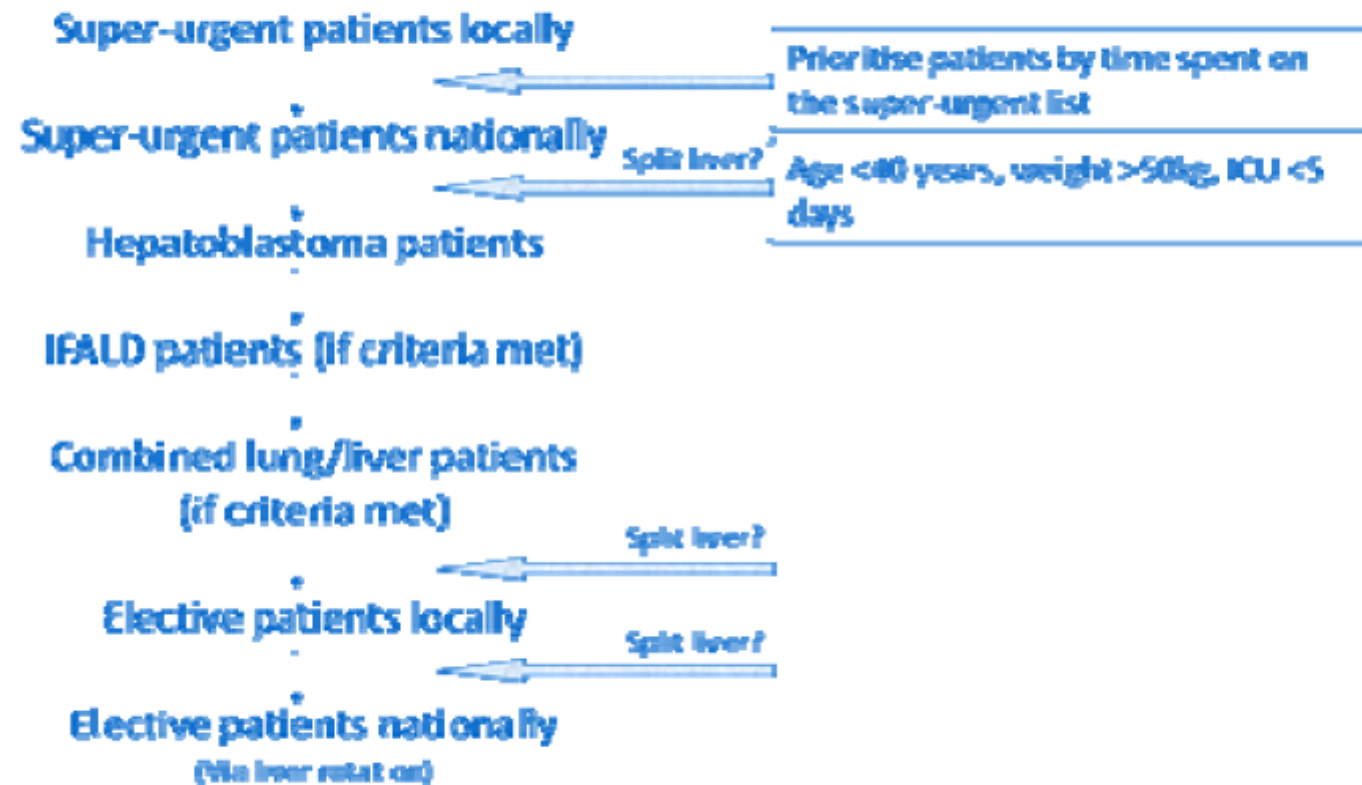 Super-urgent patients locally
Prioritise patients by time spent on
the super-urgent list
Super-urgent patients nationally
Split liver?
Age <40 years, weight >50kg, ICU <5
days
Hepatoblastoma patients
IFALD patients (if criteria met)
Combined lung/liver patients
(if criteria met)
Split liver?
Elective patients locally
Split liver?
Elective patients nationally
(Via liver rotation)